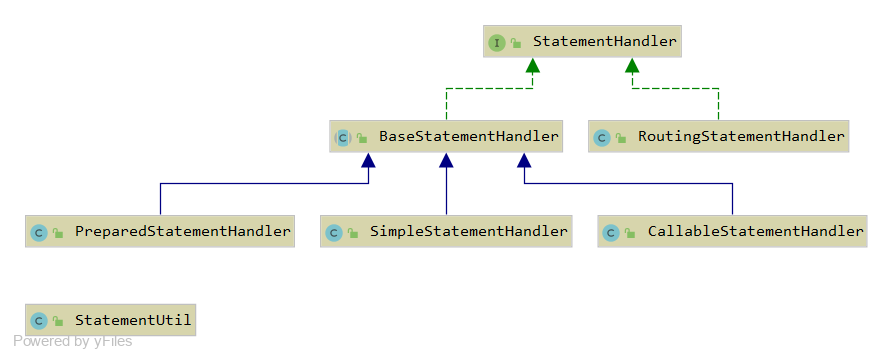 I StatementHandler
C BaseStatementHandler
C RoutingStatementHandler
C PreparedStatementHandler
C SimpleStatementHandler
C CallableStatementHandler
C StatementUtil
Powered by yFiles